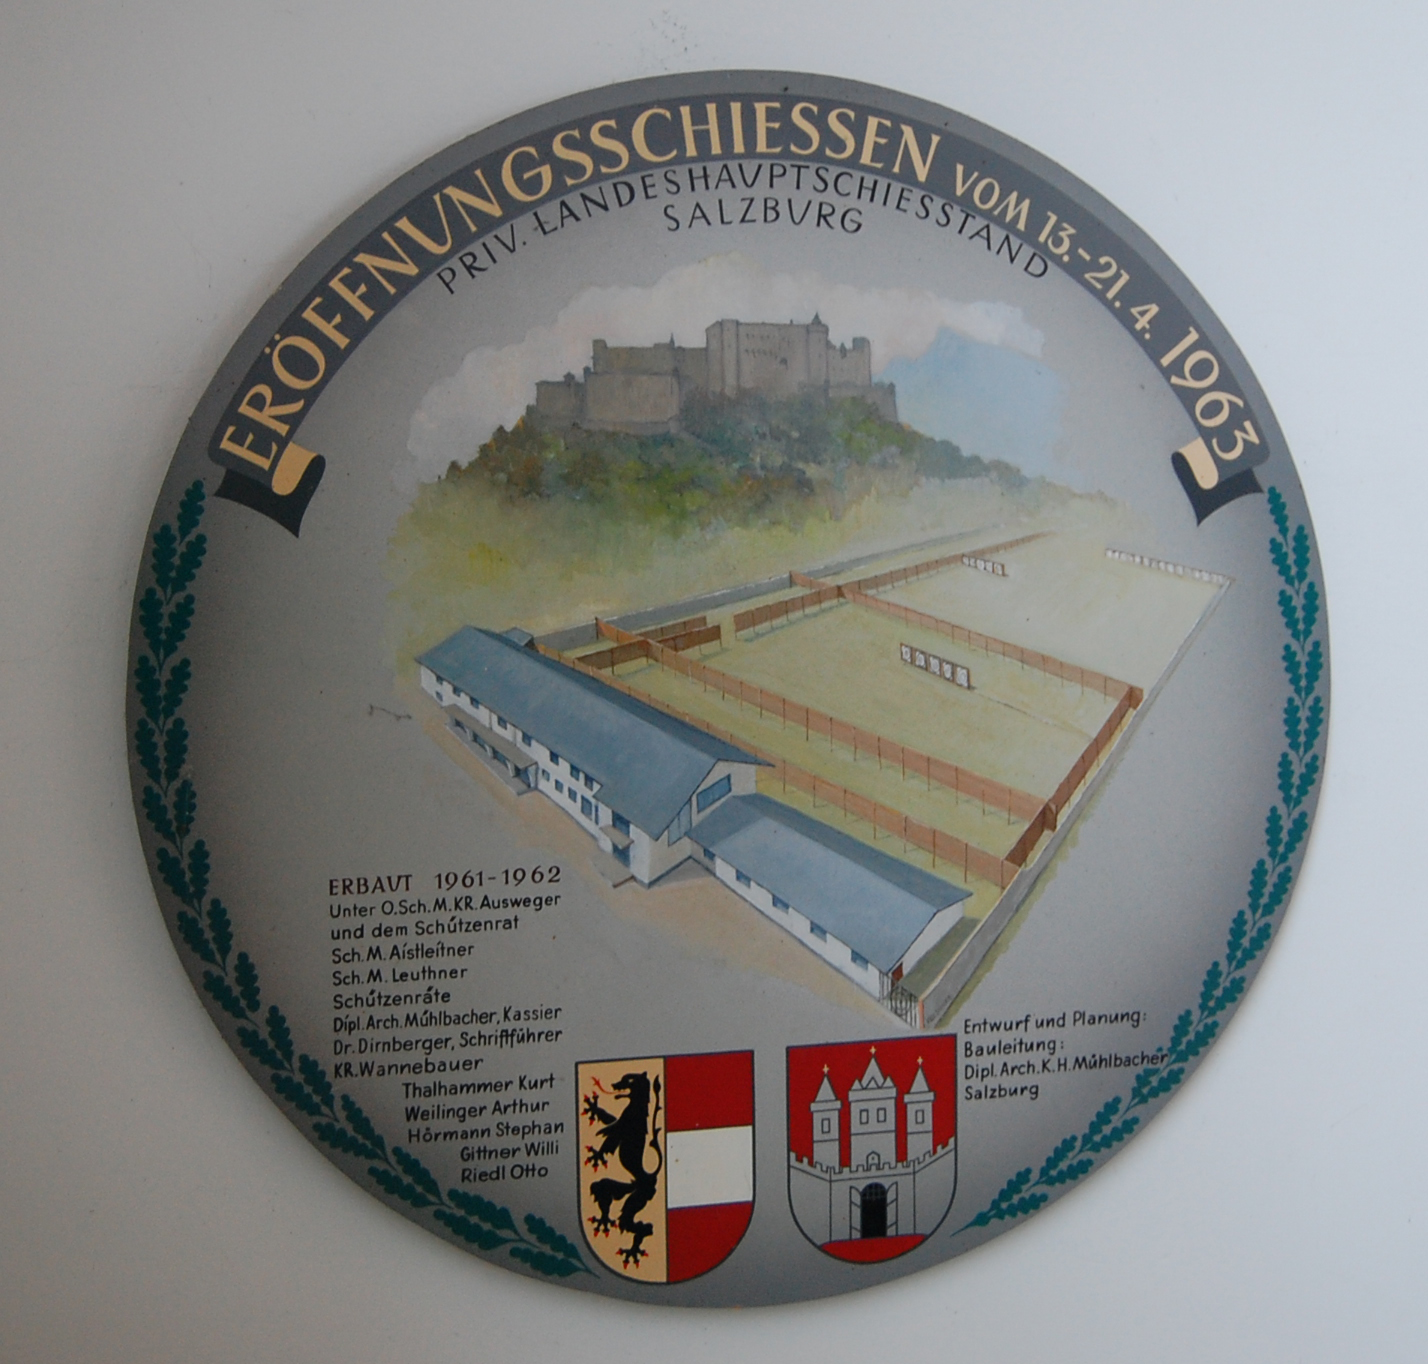 ERÖFFNUNGSSCHIESSEN VOM 13.-21. 4. 1963
PRIV. LANDESHAUPTSCHIESSTAND
SALZBURG
ERBAUT 1961-1962
Unter O.Sch.M.KR.Ausweger
und dem Schützenrat
Sch.M.Aistleitner
Sch.M.Leuthner
Schützenräte
Dipl.Arch.Mühlbacher, Kassier
Dr.Dirnberger, Schriftführer
KR.Wannebauer
Thalhammer Kurt
Weilinger Arthur
Hörmann Stephan
Gittner Willi
Riedl Otto
Entwurf und Planung:
Bauleitung:
Dipl.Arch.K.H.Mühlbacher
Salzburg